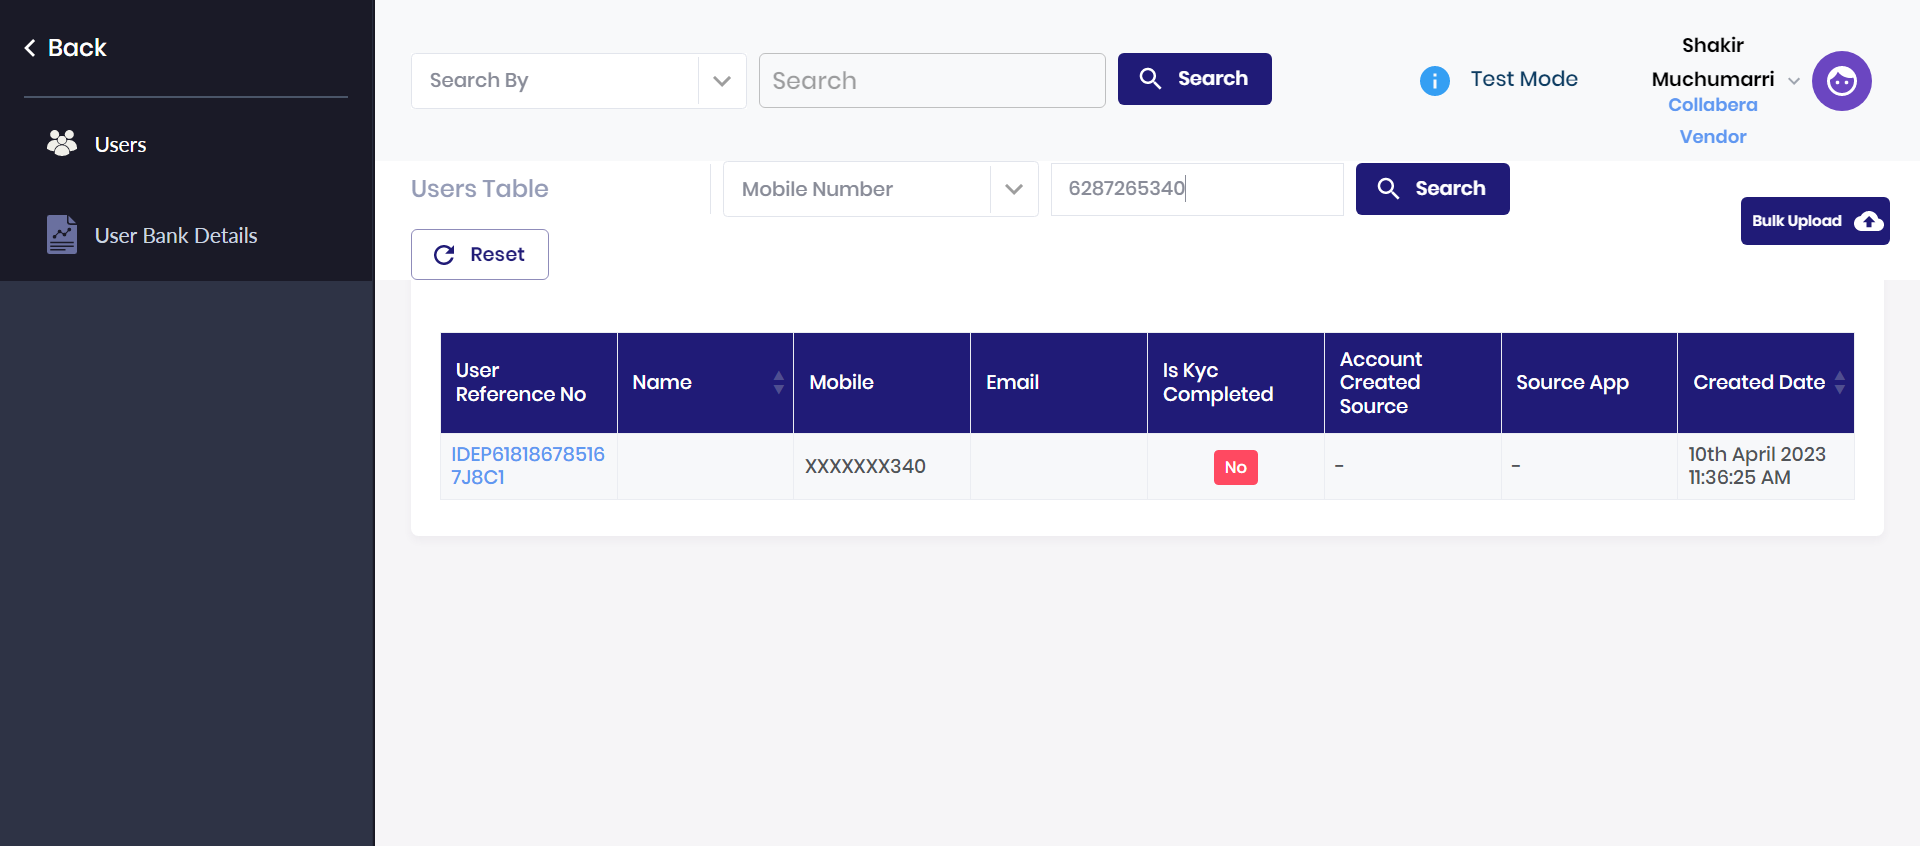 Back
Users
User Bank Details
Search By
Search
Search
Test Mode
Shakir
Muchumarri
Collabera
Vendor
Users Table
Mobile Number
6287265340
Search
Bulk Upload
Reset
User
Reference No
Name
Mobile
Email
Is Kyc
Completed
Account
Created
Source
Source App
Created Date
IDEP61818678516
7J8C1
XXXXXXX340
No
-
-
10th April 2023
11:36:25 AM